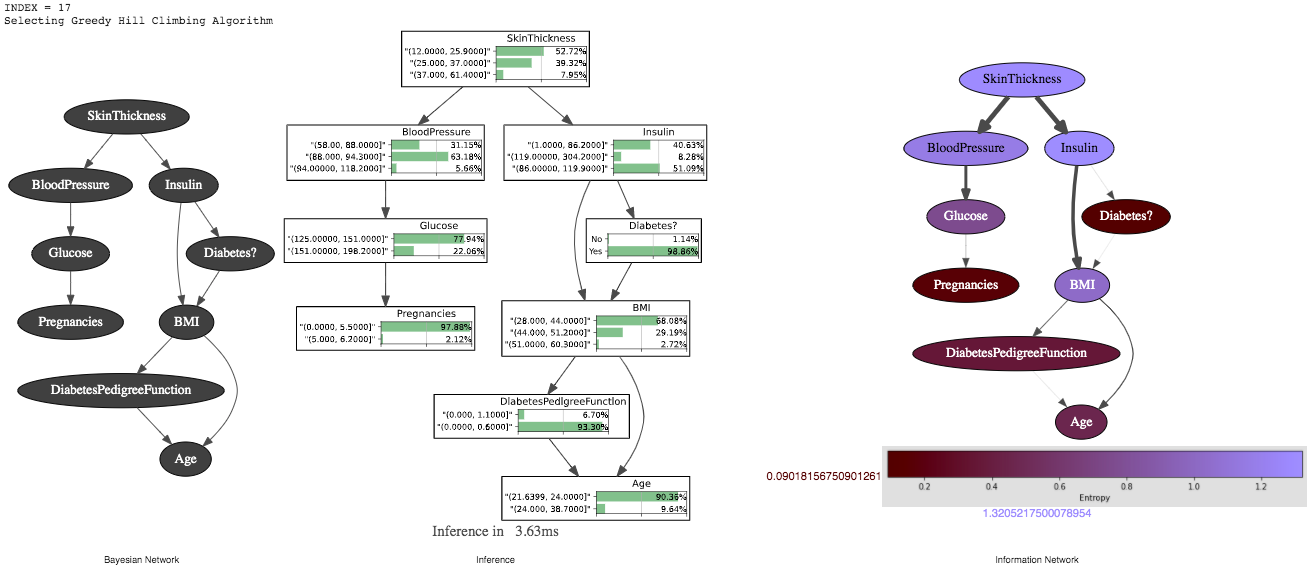 INDEX = 17
Selecting Greedy Hill Climbing Algorithm
SkinThickness
BloodPressure
Insulin
Glucose
Diabetes?
Pregnancies
BMI
DiabetesPedigreeFunction
Age
Bayesian Network
SkinThickness
"(12.0000, 25.9000]" 52.72%
"(25.000, 37.0000]" 39.32%
"(37.000, 61.4000]" 7.95%
BloodPressure
"(58.00, 88.0000]" 31.15%
"(88.000, 94.3000]" 63.18%
"(94.00000, 118.2000]" 5.66%
Insulin
"(1.0000, 86.2000]" 40.63%
"(119.00000, 304.2000]" 8.28%
"(86.00000, 119.9000]" 51.09%
Glucose
"(125.00000, 151.0000]" 77.94%
"(151.00000, 198.2000]" 22.06%
Diabetes?
No 1.14%
Yes 98.86%
Pregnancies
"(0.0000, 5.5000]" 97.88%
"(5.000, 6.2000]" 2.12%
BMI
"(28.000, 44.0000]" 68.08%
"(44.000, 51.2000]" 29.19%
"(51.0000, 60.3000]" 2.72%
DiabetesPedigreeFunction
"(0.000, 1.1000]" 6.70%
"(0.0000, 0.6000]" 93.30%
Age
"(21.6399, 24.0000]" 90.36%
"(24.000, 38.7000]" 9.64%
Inference in 3.63ms
Inference
SkinThickness
BloodPressure
Insulin
Glucose
Diabetes?
Pregnancies
BMI
DiabetesPedigreeFunction
Age
0.09018156750901261
0.2 0.4 0.6 0.8 1.0 1.2
Entropy
1.3205217500078954
Information Network